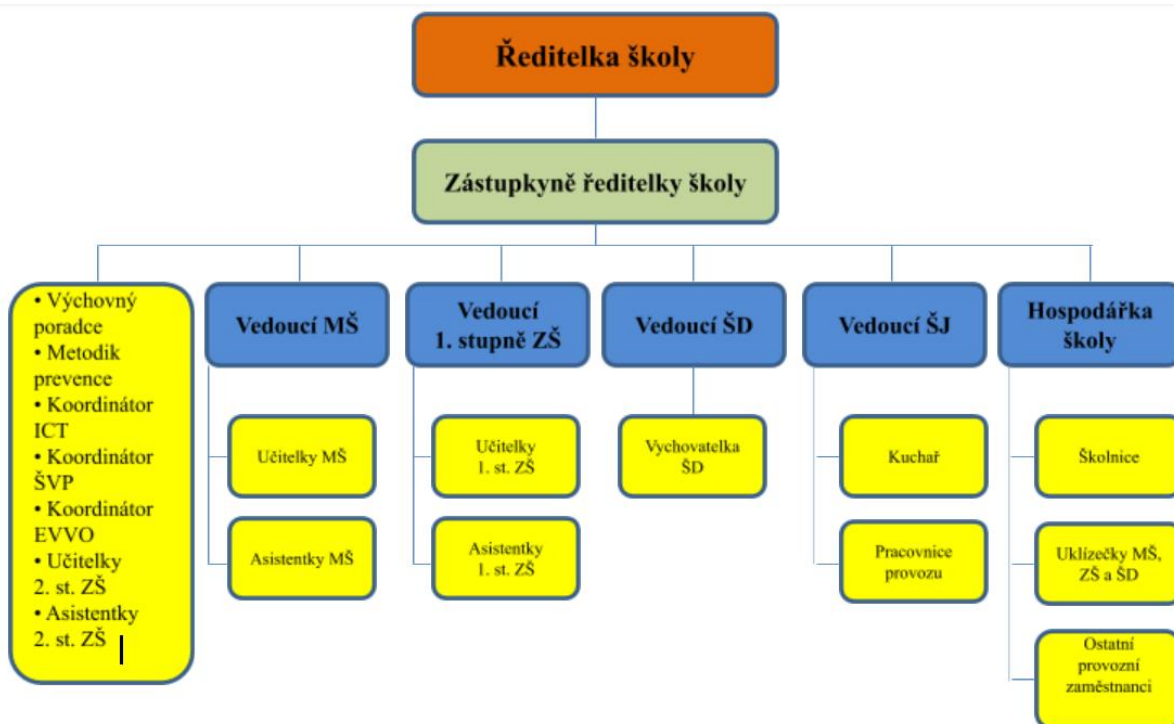 Ředitelka školy
Zástupkyně ředitelky školy
• Výchovný
poradce
• Metodik
prevence
• Koordinátor
ICT
• Koordinátor
ŠVP
• Koordinátor
EVVO
• Učitelky
2. st. ZŠ
• Asistentky
2. st. ZŠ
Vedoucí MŠ
Učitelky MŠ
Asistentky MŠ
Vedoucí
1. stupně ZŠ
Učitelky
1. st. ZŠ
Asistentky
1. st. ZŠ
Vedoucí ŠD
Vychovatelka
ŠD
Vedoucí ŠJ
Kuchař
Pracovnice
provozu
Hospodářka
školy
Školnice
Uklízečky MŠ,
ZŠ a ŠD
Ostatní
provozní
zaměstnanci